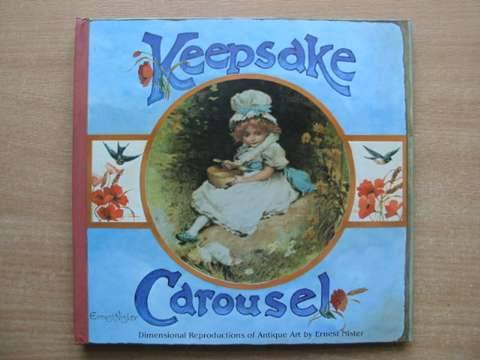 Keepsake
Carousel
Ernest Nister
Dimensional Reproductions of Antique Art by Ernest Nister